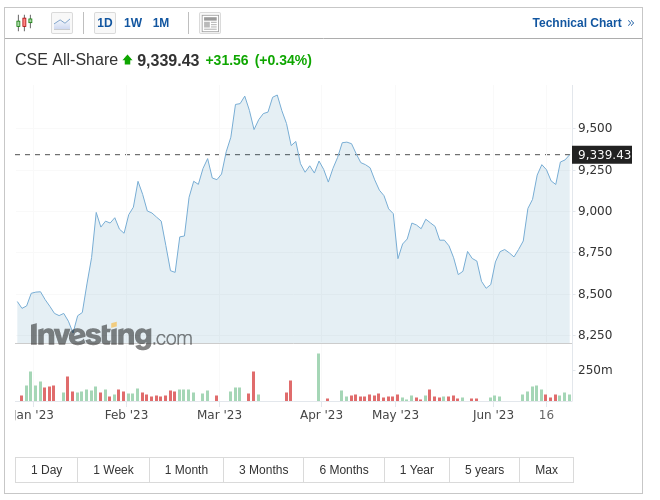 1D 1W 1M Technical Chart »
CSE All-Share 9,339.43 +31.56 (+0.34%)
9,500
9,339.43
9,250
9,000
8,750
8,500
8,250
Investing.com
250m
an '23 Feb '23 Mar '23 Apr '23 May '23 Jun '23 16
1 Day 1 Week 1 Month 3 Months 6 Months 1 Year 5 years Max